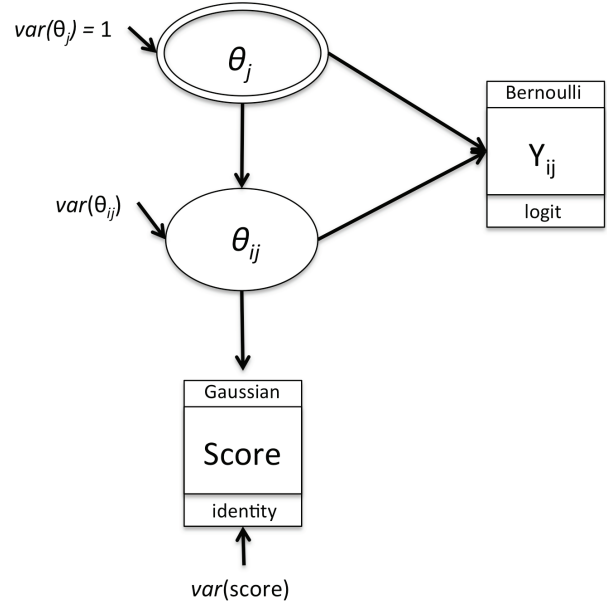 var(θj) = 1
θj
Bernoulli
Yij
logit
var(θij)
θij
Gaussian
Score
identity
var(score)